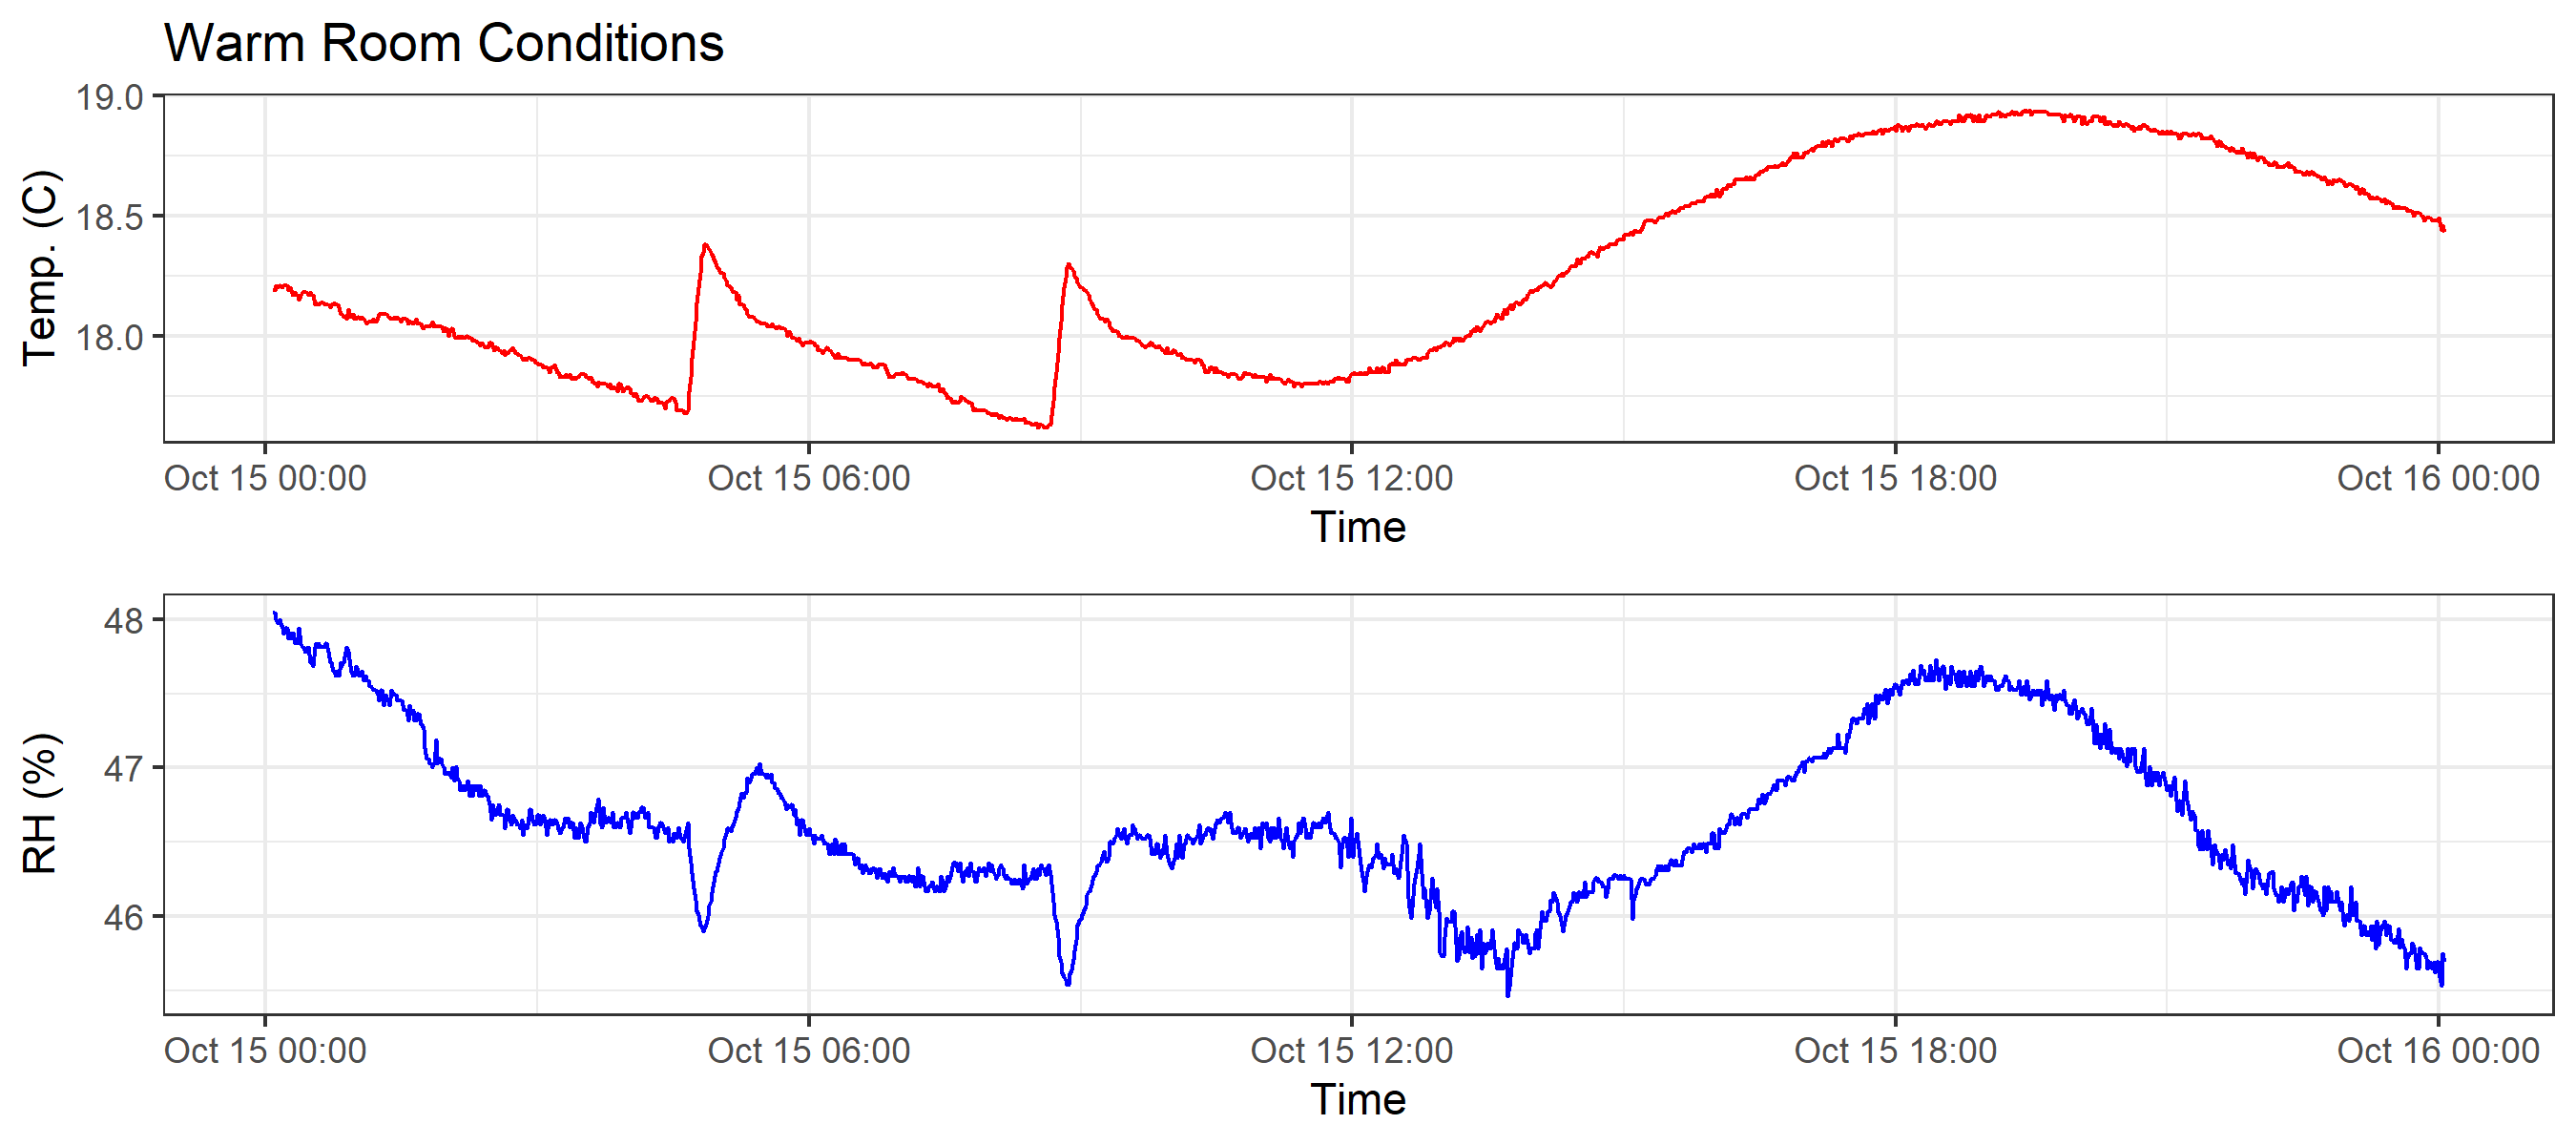 Warm Room Conditions
19.0
18.5
18.0
Temp. (C)
Oct 15 00:00 Oct 15 06:00 Oct 15 12:00 Oct 15 18:00 Oct 16 00:00
Time
48
47
46
RH (%)
Oct 15 00:00 Oct 15 06:00 Oct 15 12:00 Oct 15 18:00 Oct 16 00:00
Time